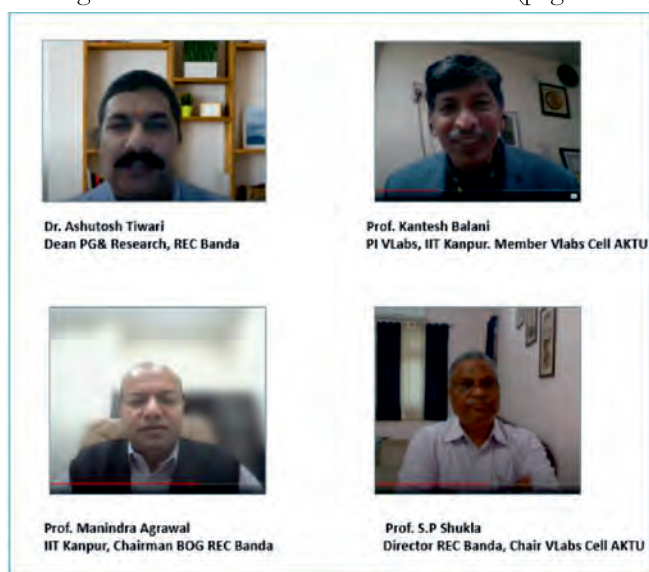 (pg
Dr. Ashutosh Tiwari
Dean PG& Research, REC Banda
Prof. Kantesh Balani
PI VLabs, IIT Kanpur. Member Vlabs Cell AKTU
Prof. Manindra Agrawal
IIT Kanpur, Chairman BOG REC Banda
Prof. S.P Shukla
Director REC Banda, Chair VLabs Cell AKTU